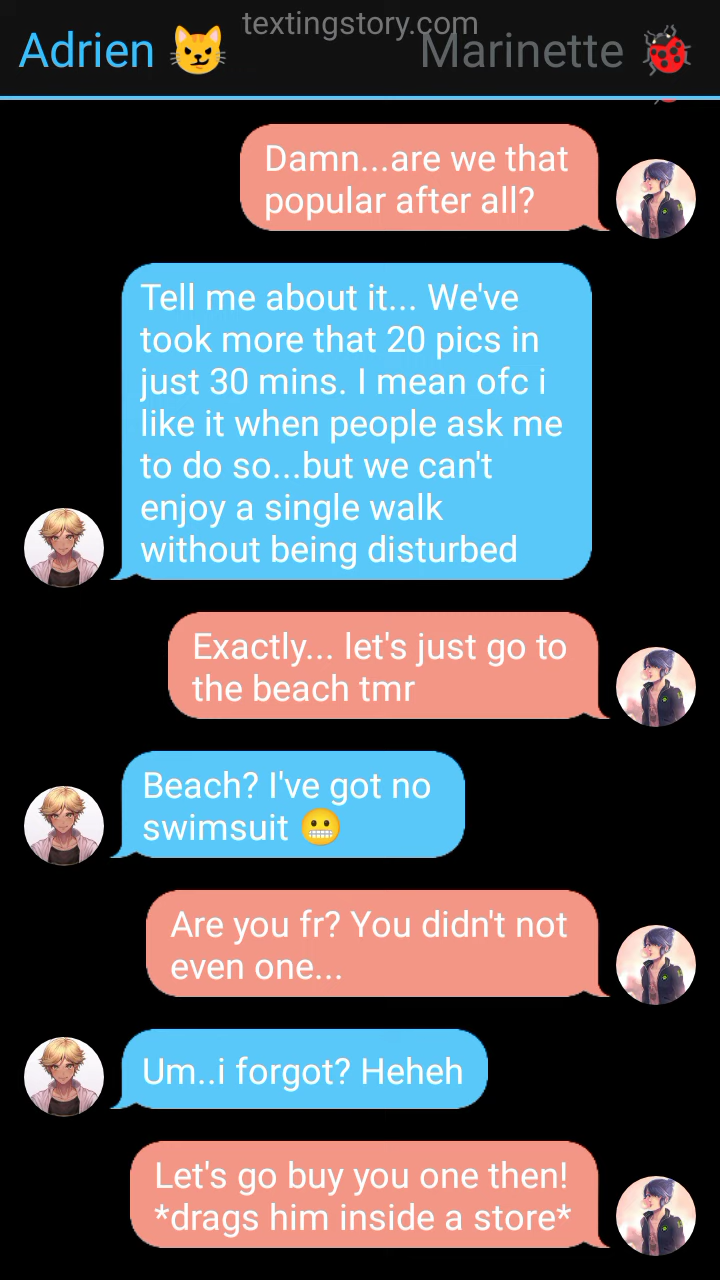 textingstory.com
Adrien 😼 Marinette 🐞
Damn...are we that
popular after all?
Tell me about it... We've
took more that 20 pics in
just 30 mins. I mean ofc i
like it when people ask me
to do so...but we can't
enjoy a single walk
without being disturbed
Exactly... let's just go to
the beach tmr
Beach? I've got no
swimsuit 😬
Are you fr? You didn't not
even one...
Um..i forgot? Heheh
Let's go buy you one then!
*drags him inside a store*